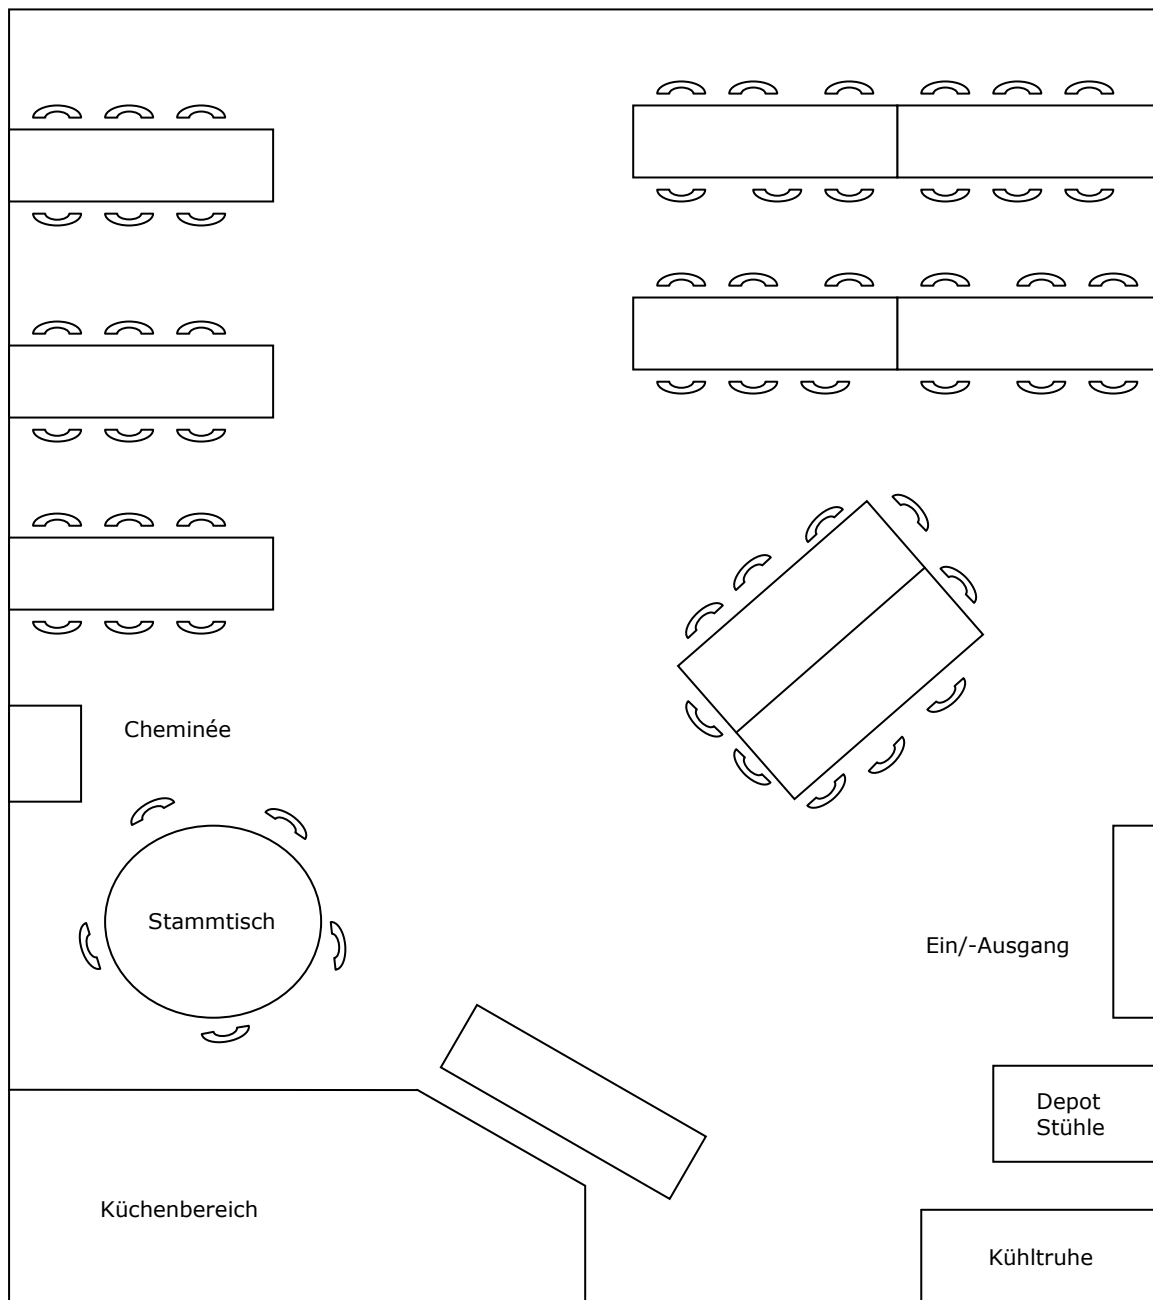 Cheminée
Stammtisch
Ein/-Ausgang
Depot
Stühle
Küchenbereich
Kühltruhe